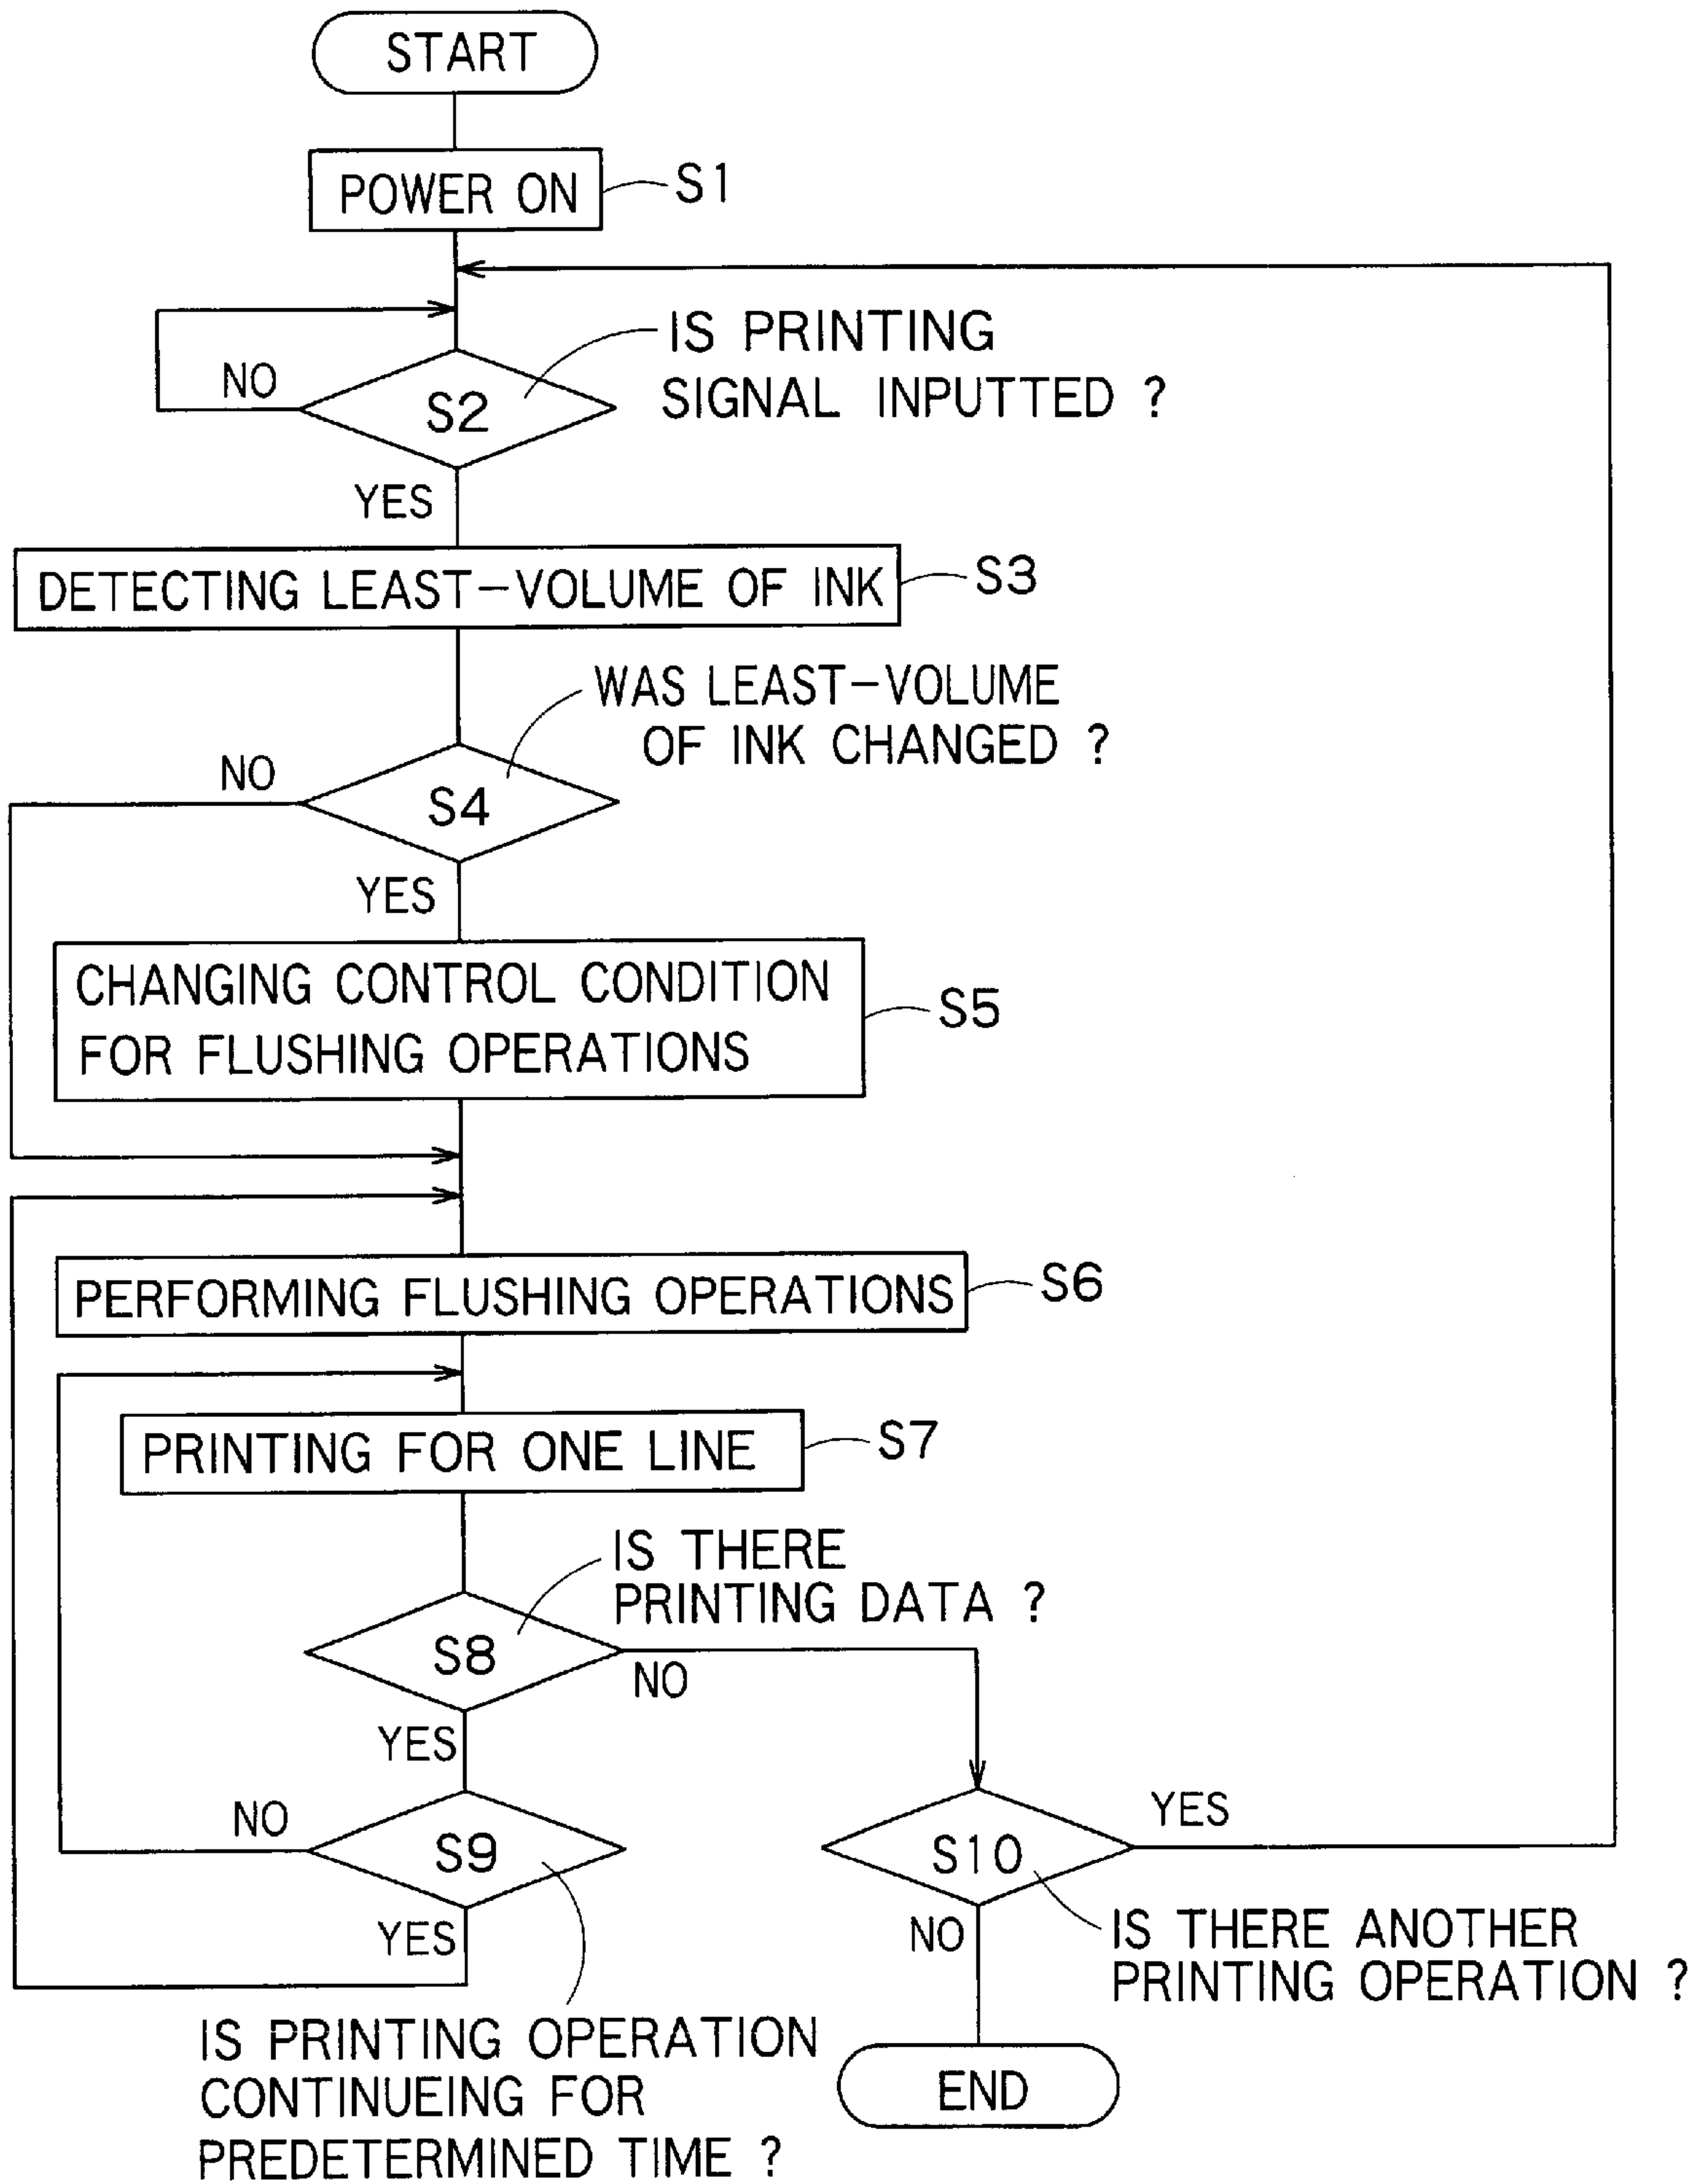 START
POWER ON
S1
IS PRINTING
SIGNAL INPUTTED ?
NO
S2
YES
DETECTING LEAST-VOLUME OF INK
S3
WAS LEAST-VOLUME
OF INK CHANGED ?
NO
S4
YES
CHANGING CONTROL CONDITION
FOR FLUSHING OPERATIONS
S5
PERFORMING FLUSHING OPERATIONS
S6
PRINTING FOR ONE LINE
S7
IS THERE
PRINTING DATA ?
S8
NO
YES
NO
S9
YES
IS PRINTING OPERATION
CONTINUEING FOR
PREDETERMINED TIME ?
S10
YES
NO
IS THERE ANOTHER
PRINTING OPERATION ?
END